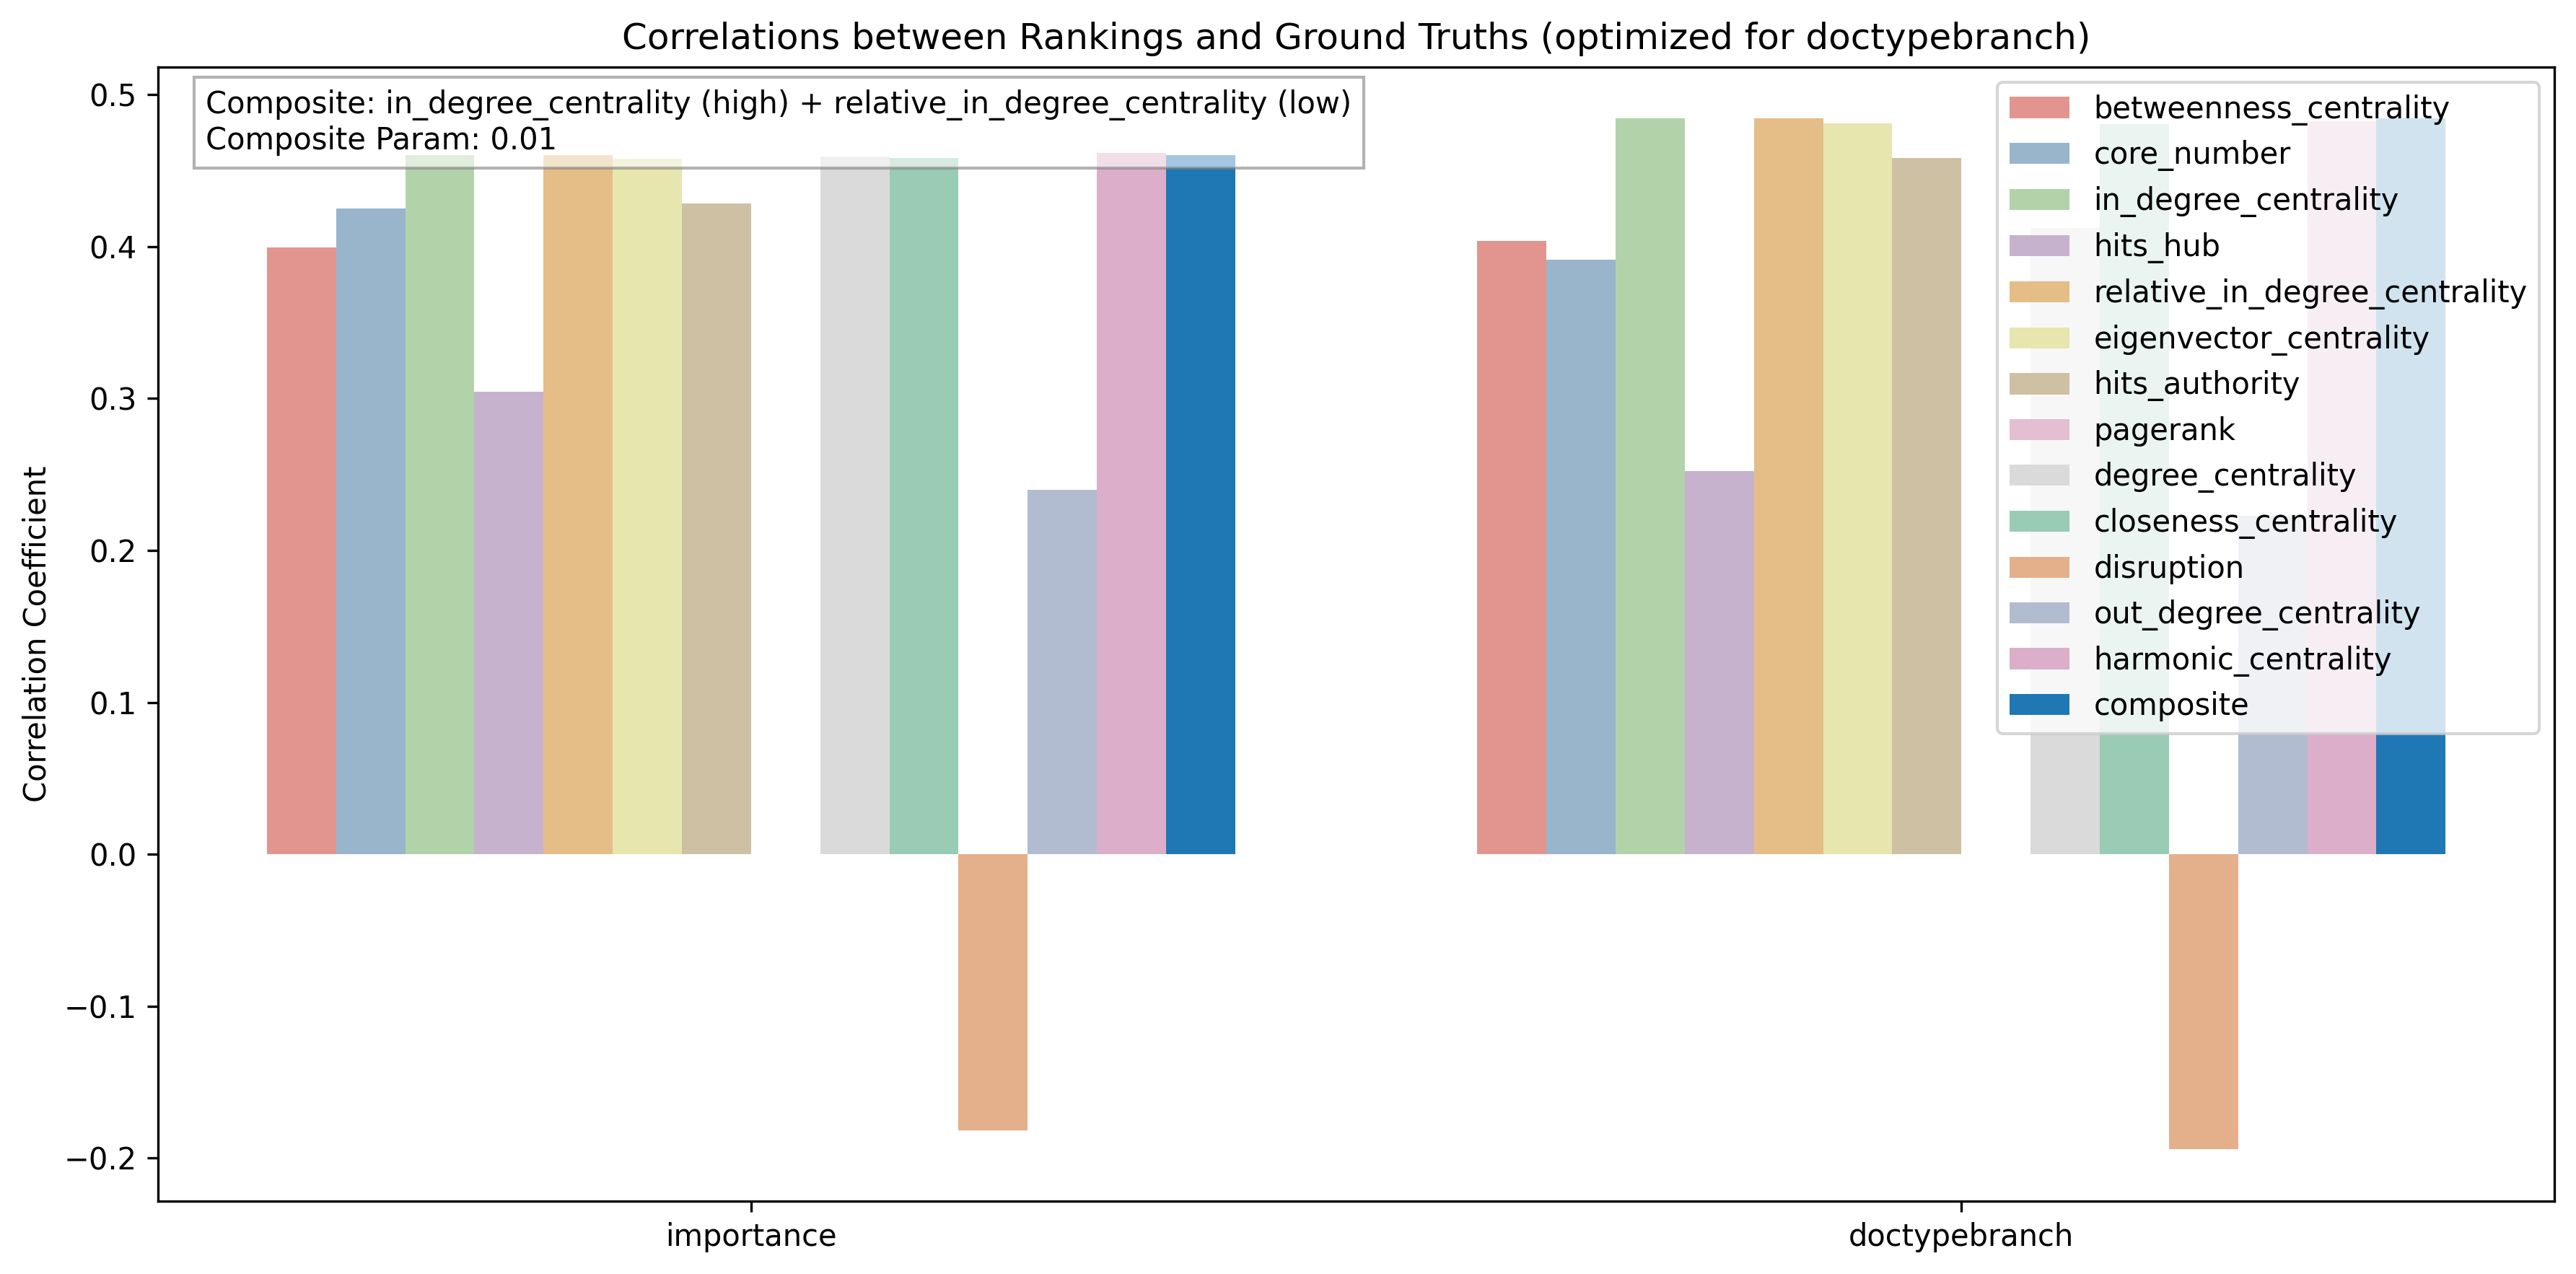 Correlations between Rankings and Ground Truths (optimized for doctypebranch)
Composite: in_degree_centrality (high) + relative_in_degree_centrality (low)
Composite Param: 0.01
betweenness_centrality
core_number
in_degree_centrality
hits_hub
relative_in_degree_centrality
eigenvector_centrality
hits_authority
pagerank
degree_centrality
closeness_centrality
disruption
out_degree_centrality
harmonic_centrality
composite
Correlation Coefficient
0.5
0.4
0.3
0.2
0.1
0.0
−0.1
−0.2
importance
doctypebranch